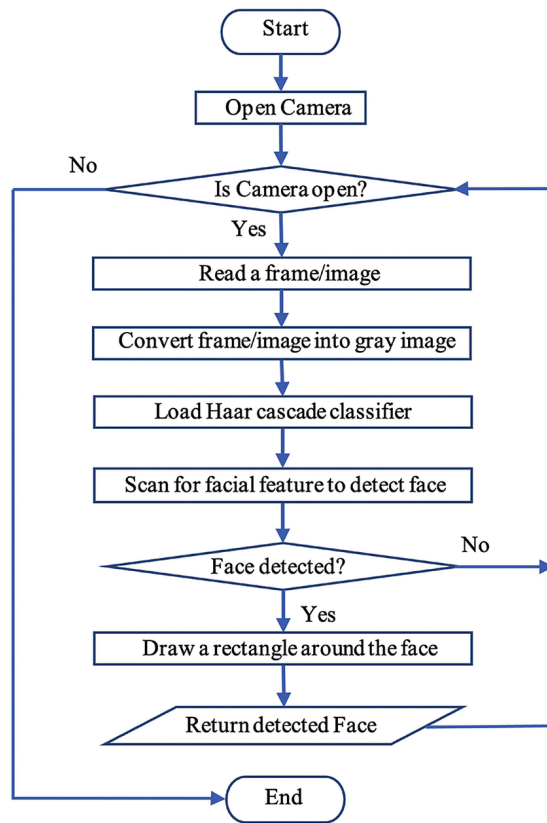 Start
Open Camera
No
Is Camera open?
Yes
Read a frame/image
Convert frame/image into gray image
Load Haar cascade classifier
Scan for facial feature to detect face
Face detected?
No
Yes
Draw a rectangle around the face
Return detected Face
End